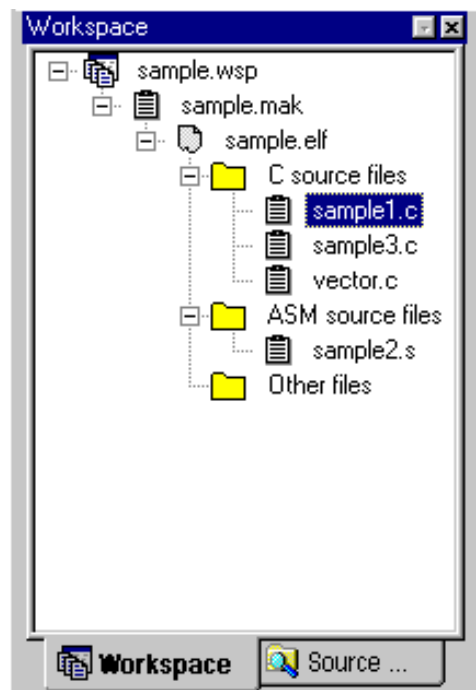 Workspace
sample.wsp
sample.mak
sample.elf
C source files
sample1.c
sample3.c
vector.c
ASM source files
sample2.s
Other files
Workspace
Source ...